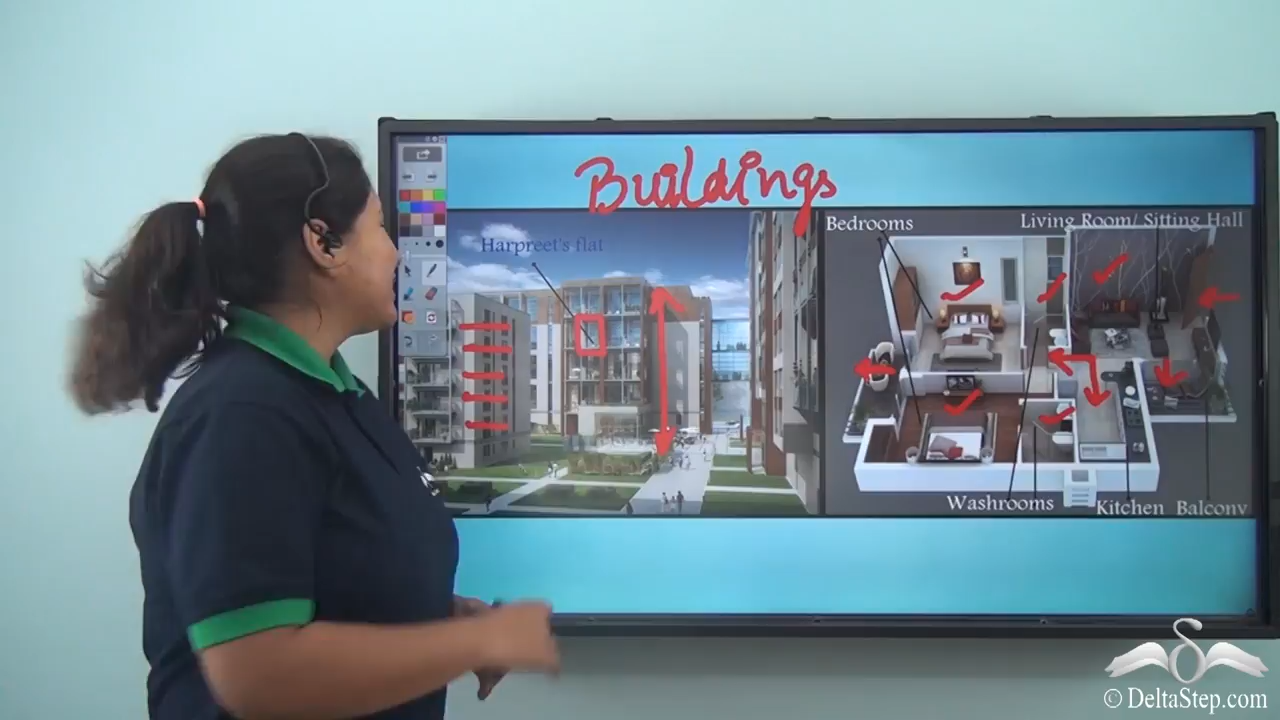 Buildings
Harpreet's flat
Bedrooms
Living Room/ Sitting Hall
Washrooms
Kitchen
Balcony
© DeltaStep.com